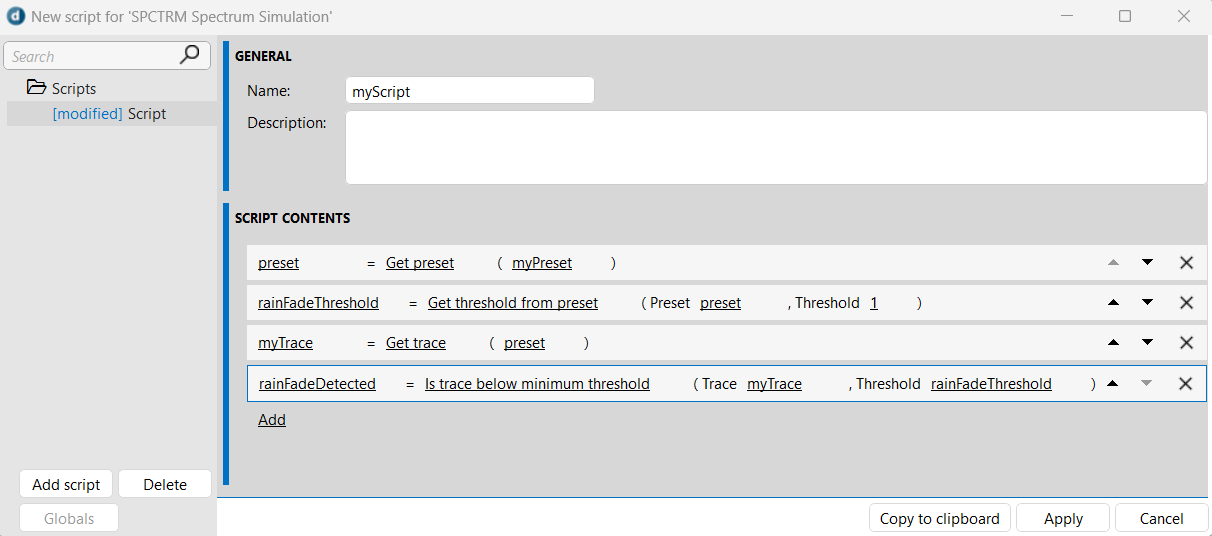 New script for 'SPCTRM Spectrum Simulation'
Search
Scripts
[modified] Script
Add script Delete
Globals
GENERAL
Name: myScript
Description:
SCRIPT CONTENTS
preset = Get preset ( myPreset )
rainFadeThreshold = Get threshold from preset ( Preset preset , Threshold 1 )
myTrace = Get trace ( preset )
rainFadeDetected = Is trace below minimum threshold ( Trace myTrace , Threshold rainFadeThreshold )
Add
Copy to clipboard Apply Cancel